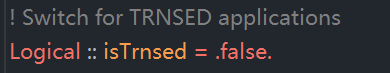 ! Switch for TRNSED applications
Logical :: isTrnsed = .false.